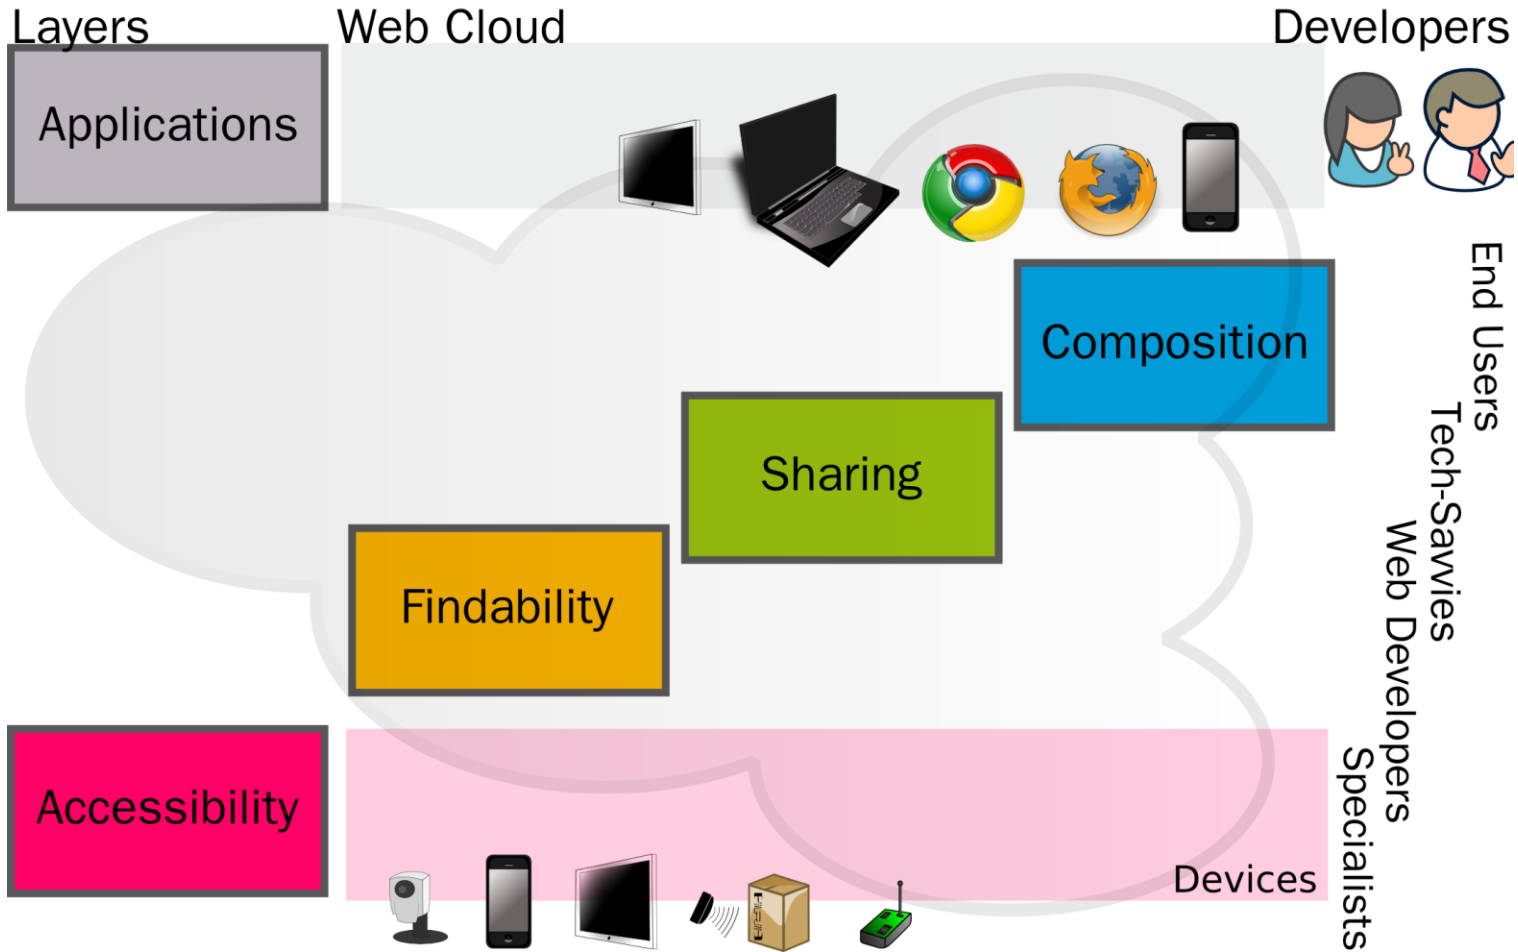 Layers
Web Cloud
Developers
Applications
End Users
Composition
Tech-Savvies
Sharing
Web Developers
Findability
Specialists
Accessibility
Devices